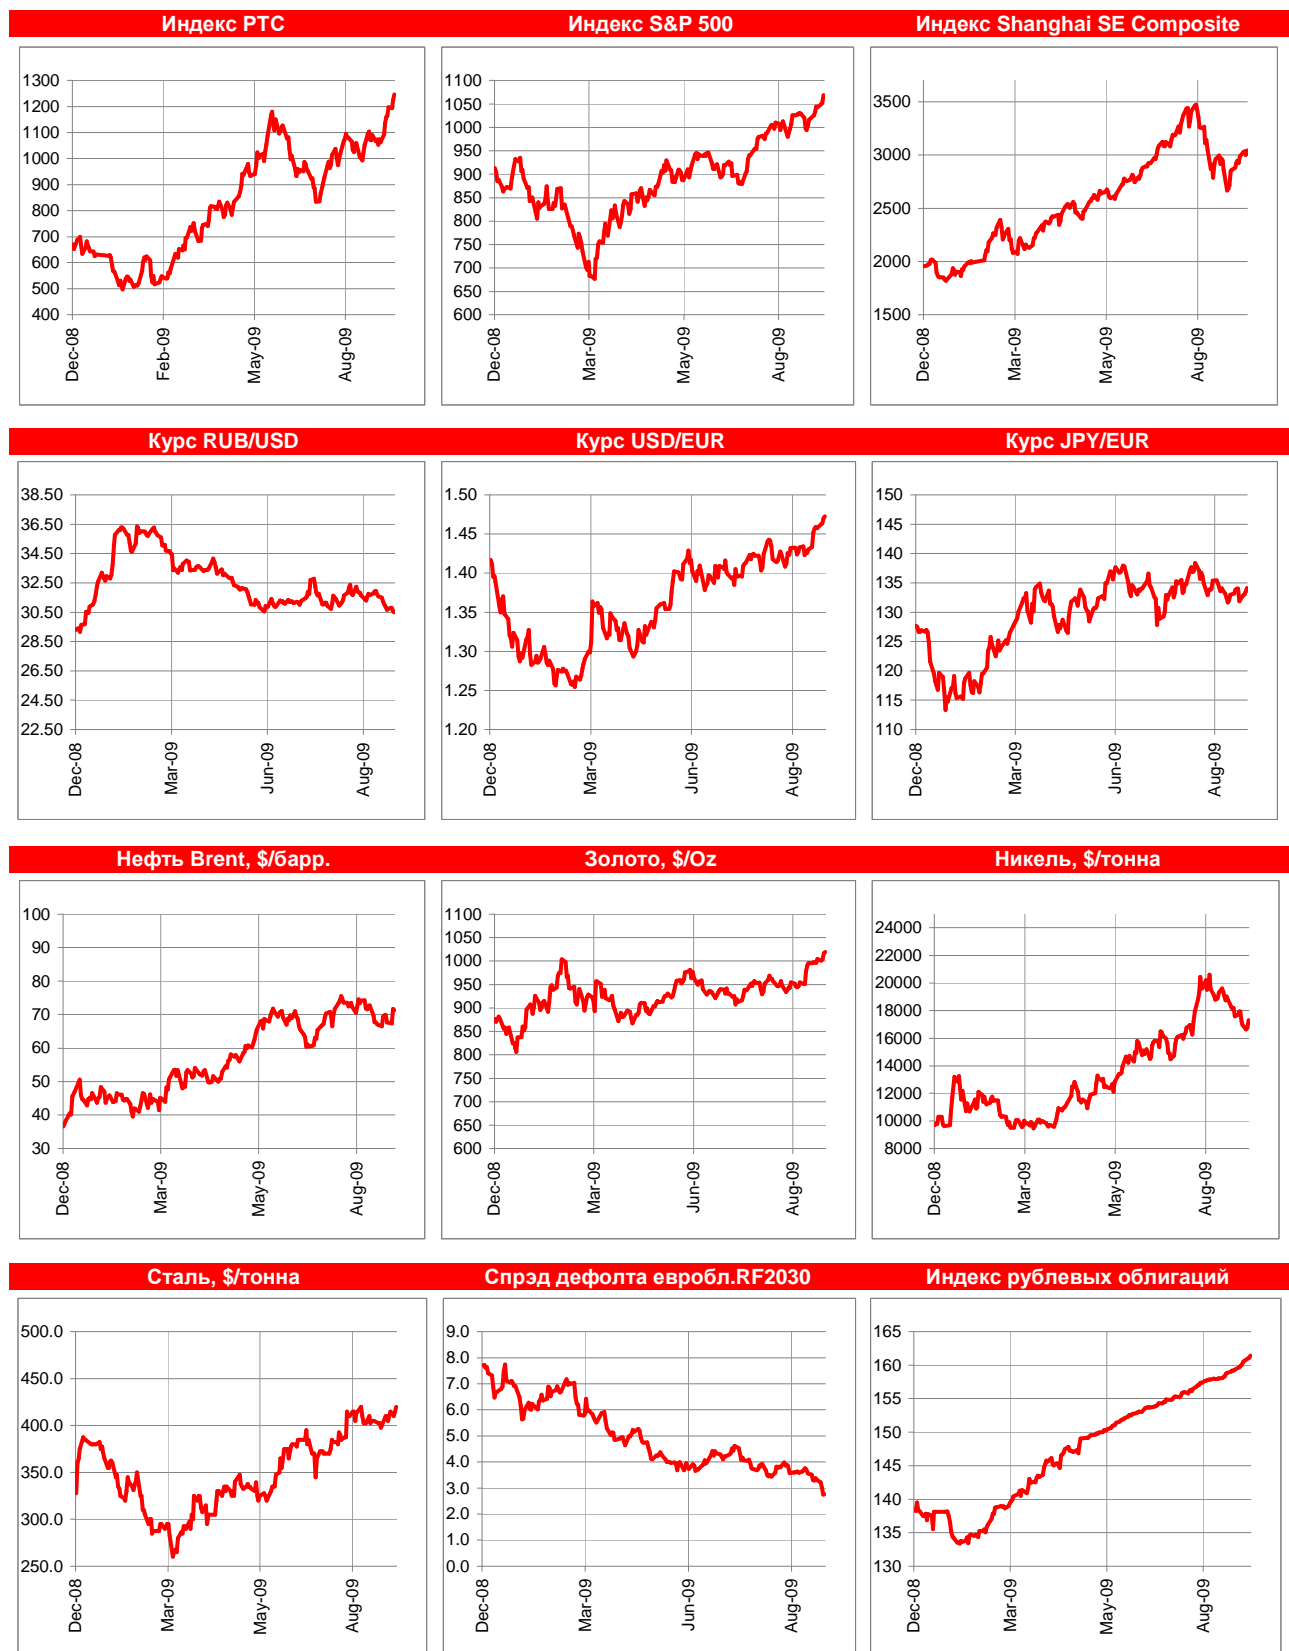 Индекс РТС
1300
1200
1100
1000
900
800
700
600
500
400
Dec-08
Feb-09
May-09
Aug-09
Индекс S&P 500
1100
1050
1000
950
900
850
800
750
700
650
600
Dec-08
Mar-09
May-09
Aug-09
Индекс Shanghai SE Composite
3500
3000
2500
2000
1500
Dec-08
Mar-09
May-09
Aug-09
Курс RUB/USD
38.50
36.50
34.50
32.50
30.50
28.50
26.50
24.50
22.50
Dec-08
Mar-09
Jun-09
Aug-09
Курс USD/EUR
1.50
1.45
1.40
1.35
1.30
1.25
1.20
Dec-08
Mar-09
Jun-09
Aug-09
Курс JPY/EUR
150
145
140
135
130
125
120
115
110
Dec-08
Mar-09
Jun-09
Aug-09
Нефть Brent, $/барр.
100
90
80
70
60
50
40
30
Dec-08
Mar-09
May-09
Aug-09
Золото, $/Oz
1100
1050
1000
950
900
850
800
750
700
650
600
Dec-08
Mar-09
Jun-09
Aug-09
Никель, $/тонна
24000
22000
20000
18000
16000
14000
12000
10000
8000
Dec-08
Mar-09
May-09
Aug-09
Сталь, $/тонна
500.0
450.0
400.0
350.0
300.0
250.0
Dec-08
Mar-09
May-09
Aug-09
Спрэд дефолта евробл.RF2030
9.0
8.0
7.0
6.0
5.0
4.0
3.0
2.0
1.0
0.0
Dec-08
Mar-09
Jun-09
Aug-09
Индекс рублевых облигаций
165
160
155
150
145
140
135
130
Dec-08
Mar-09
May-09
Aug-09